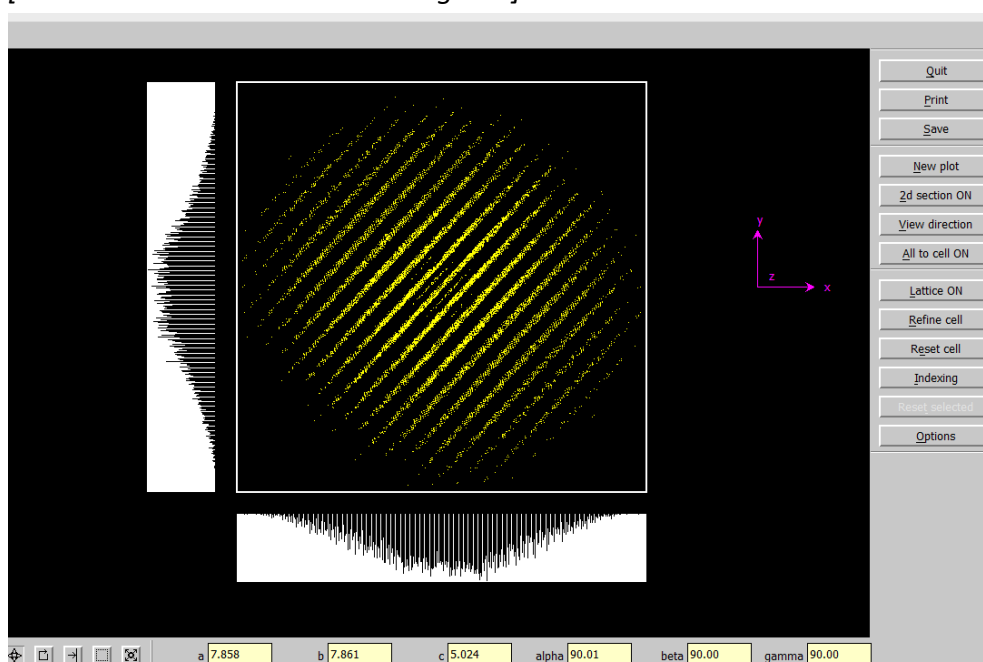 Quit
Print
Save
New plot
2d section ON
View direction
All to cell ON
Lattice ON
Refine cell
Reset cell
Indexing
Reset selected
Options
y
z x
a 7.858 b 7.861 c 5.024 alpha 90.01 beta 90.00 gamma 90.00